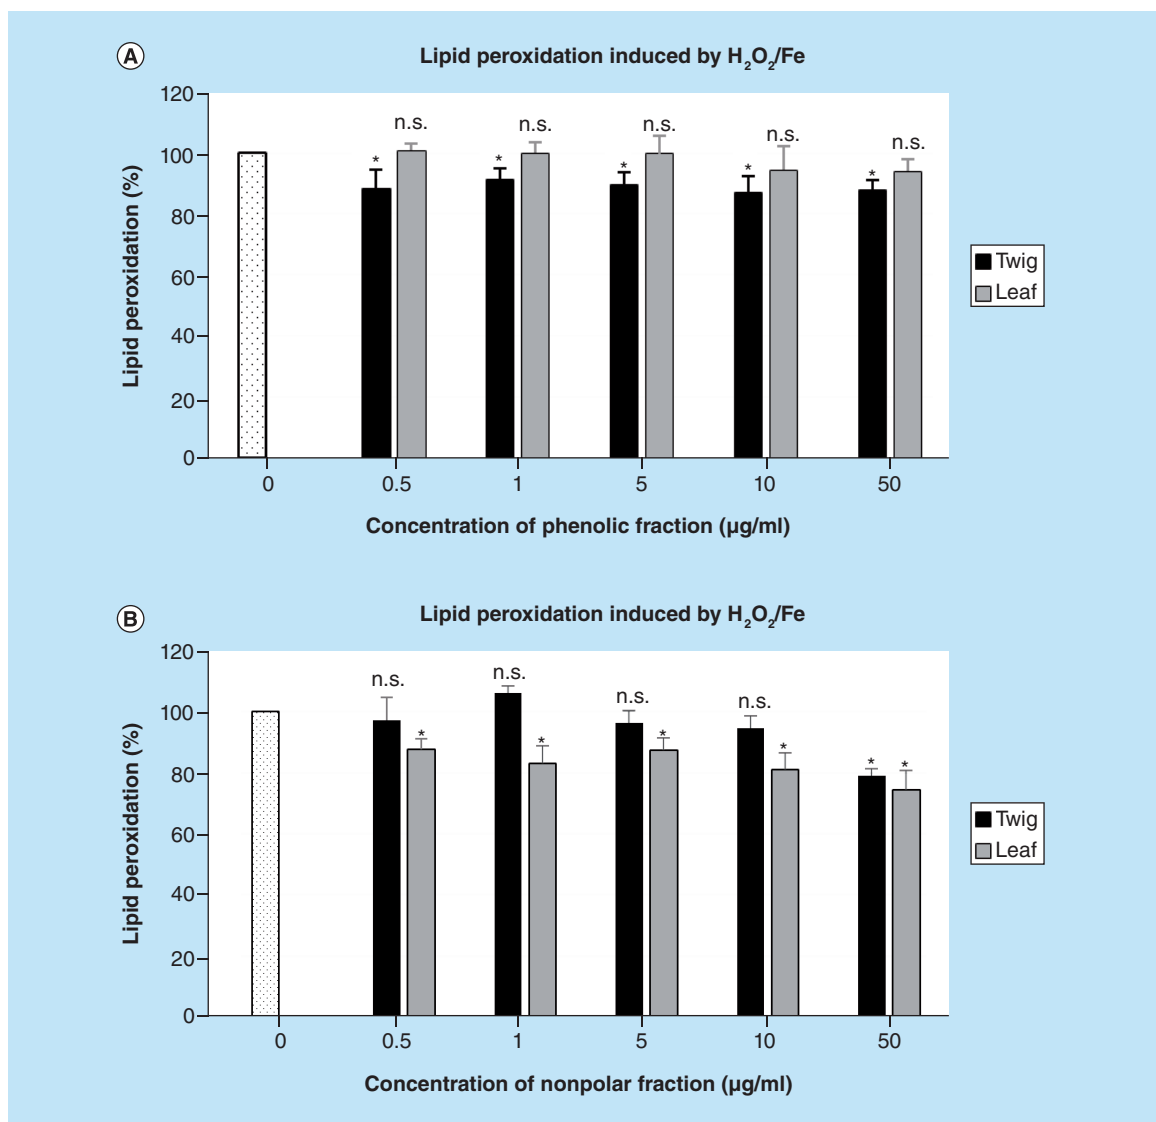 A
Lipid peroxidation induced by H₂O₂/Fe
120
100
80
60
40
20
0
Lipid peroxidation (%)
n.s.
n.s.
n.s.
n.s.
n.s.
* * * * *
Twig
Leaf
0 0.5 1 5 10 50
Concentration of phenolic fraction (µg/ml)
B
Lipid peroxidation induced by H₂O₂/Fe
120
100
80
60
40
20
0
Lipid peroxidation (%)
n.s.
n.s.
n.s.
n.s.
* * * * * *
Twig
Leaf
0 0.5 1 5 10 50
Concentration of nonpolar fraction (µg/ml)